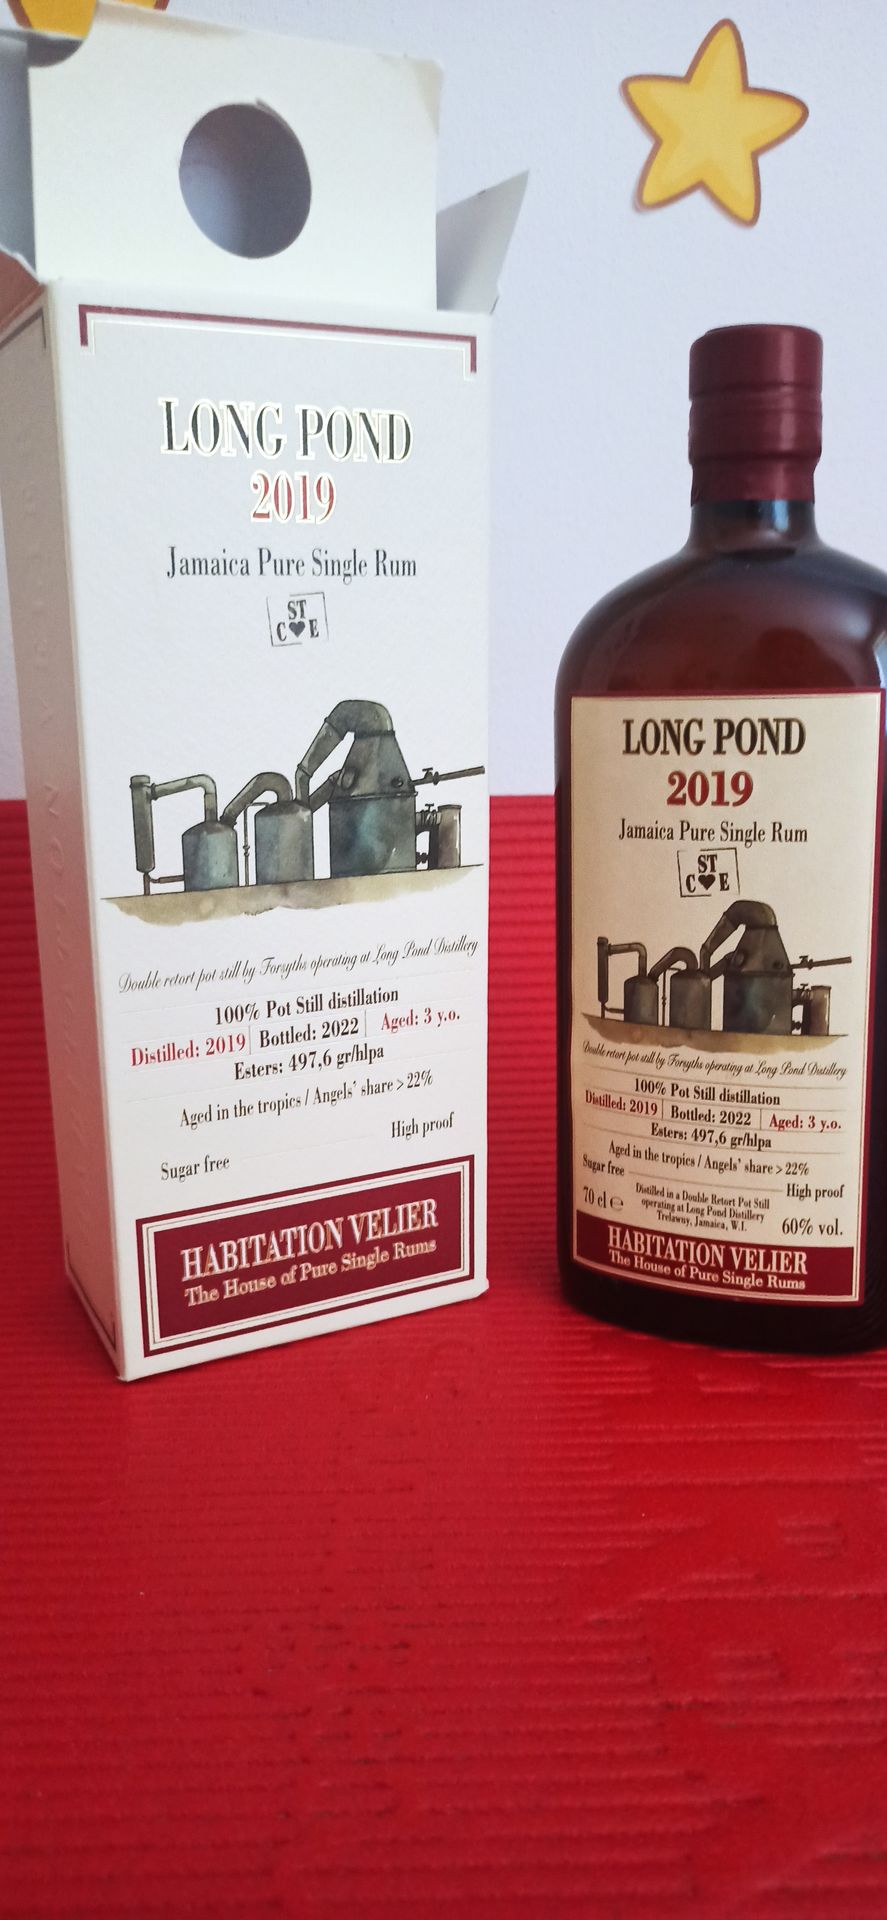 LONG POND
2019
Jamaica Pure Single Rum
ST
C♥E
Double retort pot still by Forsyths operating at Long Pond Distillery
100% Pot Still distillation
Distilled: 2019 Bottled: 2022 Aged: 3 y.o.
Esters: 497,6 gr/hlpa
Aged in the tropics / Angels' share > 22%
High proof
Sugar free
HABITATION VELIER
The House of Pure Single Rums
LONG POND
2019
Jamaica Pure Single Rum
ST
C♥E
Double retort pot still by Forsyths operating at Long Pond Distillery
100% Pot Still distillation
Distilled: 2019 Bottled: 2022 Aged: 3 y.o.
Esters: 497,6 gr/hlpa
Aged in the tropics / Angels' share > 22%
Sugar free
High proof
70 cl ℮
Distilled in a Double Retort Pot Still
operating at Long Pond Distillery
Trelawny, Jamaica, W.I.
60% vol.
HABITATION VELIER
The House of Pure Single Rums